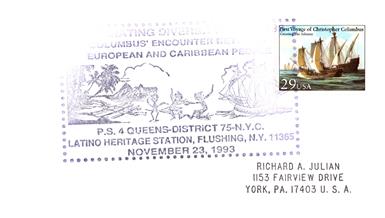 DIVER
COLUMBUS' ENCOUNTER
EUROPEAN AND CARIBBEAN PE
P.S. 4 QUEENS-DISTRICT 75-N.Y.C.
LATINO HERITAGE STATION, FLUSHING, N.Y. 11365
NOVEMBER 23, 1993
First Voyage of Christopher Columbus
29 USA
RICHARD A. JULIAN
1153 FAIRVIEW DRIVE
YORK, PA. 17403 U. S. A.